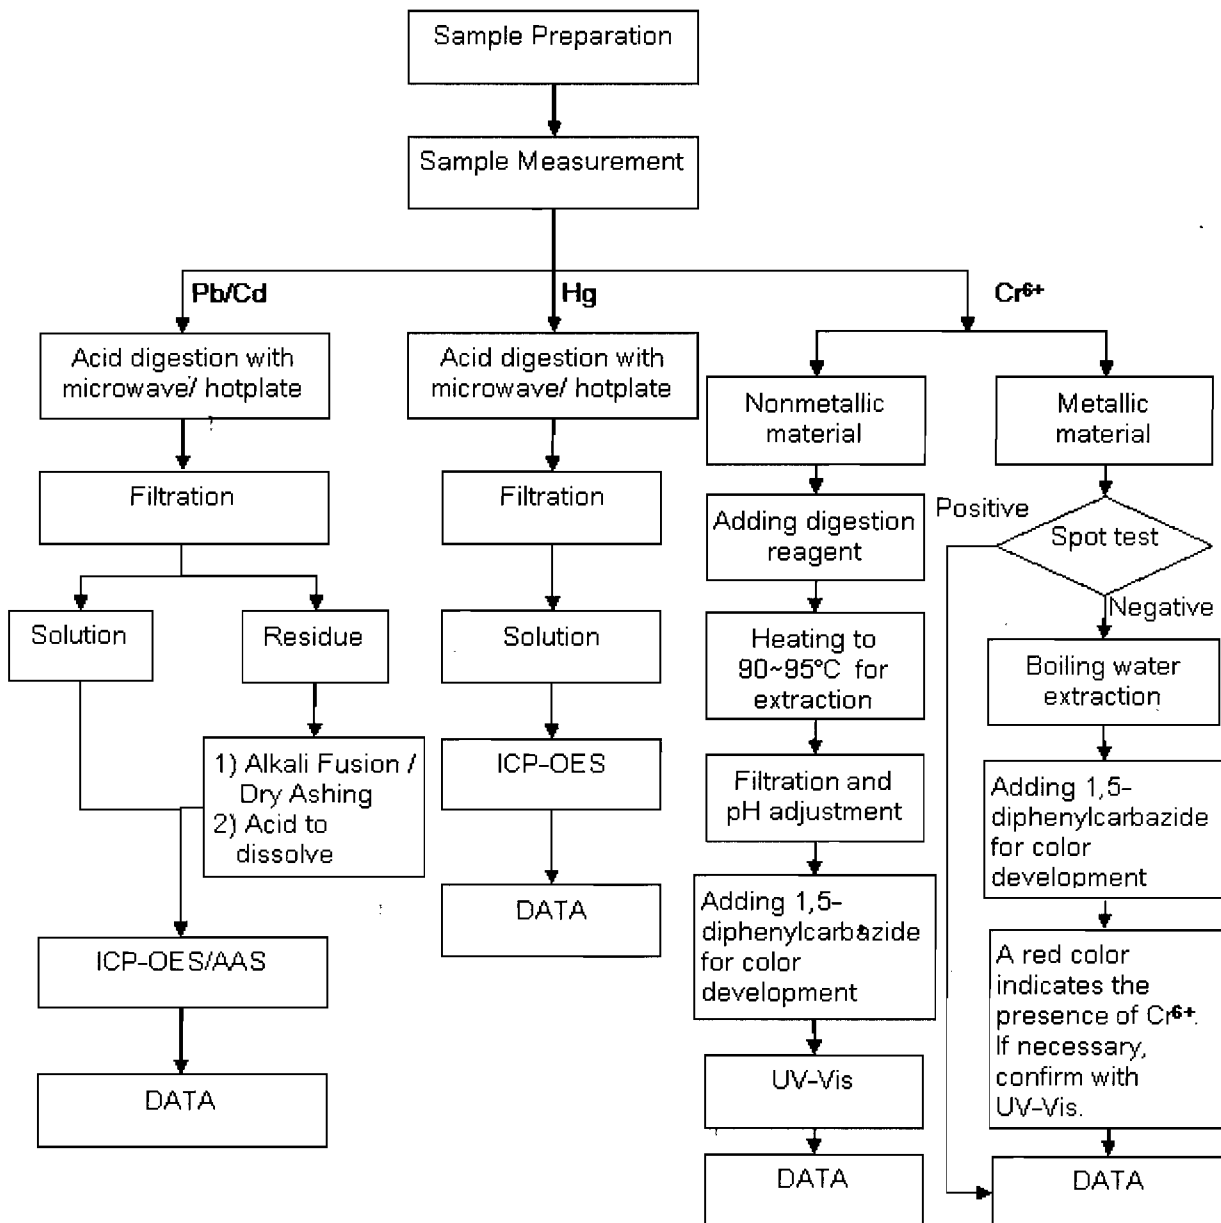 Sample Preparation
Sample Measurement
Pb/Cd
Hg
Cr⁶⁺
Acid digestion with
microwave/ hotplate
Filtration
Solution
Residue
1) Alkali Fusion /
Dry Ashing
2) Acid to
dissolve
ICP-OES/AAS
DATA
Acid digestion with
microwave/ hotplate
Filtration
Solution
ICP-OES
DATA
Nonmetallic
material
Adding digestion
reagent
Heating to
90~95°C for
extraction
Filtration and
pH adjustment
Adding 1,5-
diphenylcarbazide
for color
development
UV-Vis
DATA
Metallic
material
Positive
Spot test
Negative
Boiling water
extraction
Adding 1,5-
diphenylcarbazide
for color
development
A red color
indicates the
presence of Cr⁶⁺.
If necessary,
confirm with
UV-Vis.
DATA